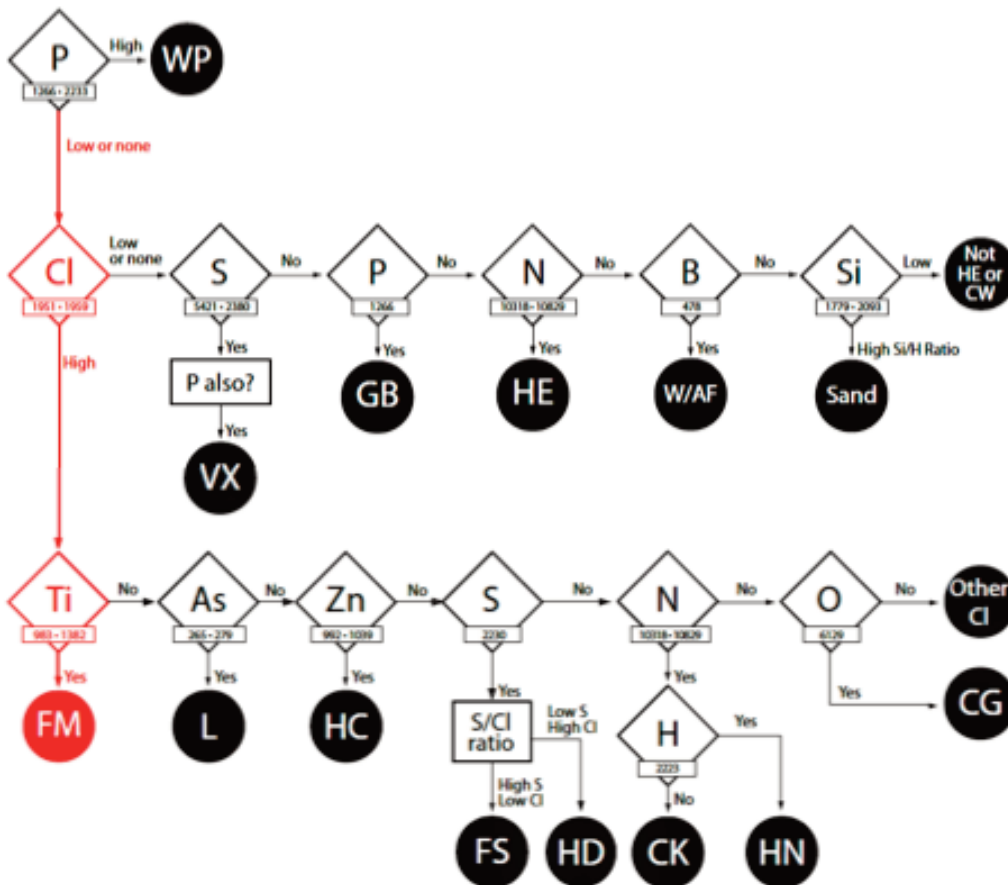 P
High
WP
1266 • 2233
Low or none
Cl
1951 • 1959
Low
or none
S
5421 • 2380
No
P
1266
No
N
10318 • 10829
No
B
478
No
Si
1779 • 2093
Low
Not
HE or
CW
High
Yes
P also?
Yes
VX
Yes
GB
Yes
HE
Yes
W/AF
High Si/H Ratio
Sand
Ti
983 • 1382
No
As
265 • 279
No
Zn
992 • 1039
No
S
2230
No
N
10318 • 10829
No
O
6129
No
Other
Cl
Yes
FM
Yes
L
Yes
HC
Yes
S/Cl
ratio
Low S
High Cl
High S
Low Cl
FS
HD
Yes
H
2223
Yes
No
CK
HN
Yes
CG